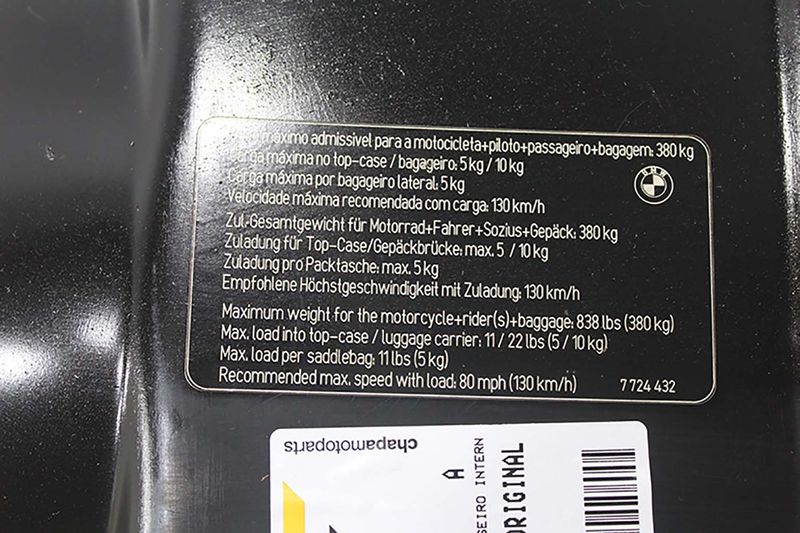 máximo admissivel para a motocicleta+piloto+passageiro+bagagem: 380 kg
Carga máxima no top-case / bagageiro: 5 kg / 10 kg
Carga máxima por bagageiro lateral: 5 kg
Velocidade máxima recomendada com carga: 130 km/h
BMW
Zul.-Gesamtgewicht für Motorrad+Fahrer+Sozius+Gepäck: 380 kg
Zuladung für Top-Case/Gepäckbrücke: max. 5 / 10 kg
Zuladung pro Packtasche: max. 5 kg
Empfohlene Höchstgeschwindigkeit mit Zuladung: 130 km/h
Maximum weight for the motorcycle+rider(s)+baggage: 838 lbs (380 kg)
Max. load into top-case / luggage carrier: 11 / 22 lbs (5 / 10 kg)
Max. load per saddlebag: 11 lbs (5 kg)
Recommended max. speed with load: 80 mph (130 km/h)
7 724 432
chapamotoparts
A
SEIRO INTERN
ORIGINAL